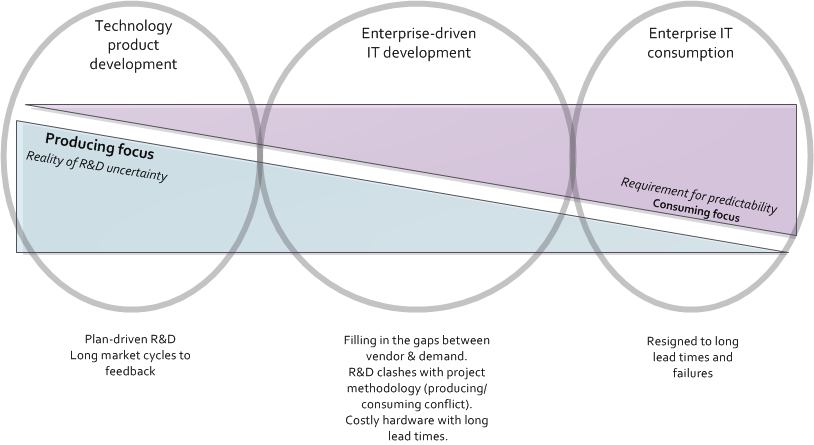 Technology
product
development
Enterprise-driven
IT development
Enterprise IT
consumption
Producing focus
Reality of R&D uncertainty
Requirement for predictability
Consuming focus
Plan-driven R&D
Long market cycles to
feedback
Filling in the gaps between
vendor & demand.
R&D clashes with project
methodology (producing/
consuming conflict).
Costly hardware with long
lead times.
Resigned to long
lead times and
failures